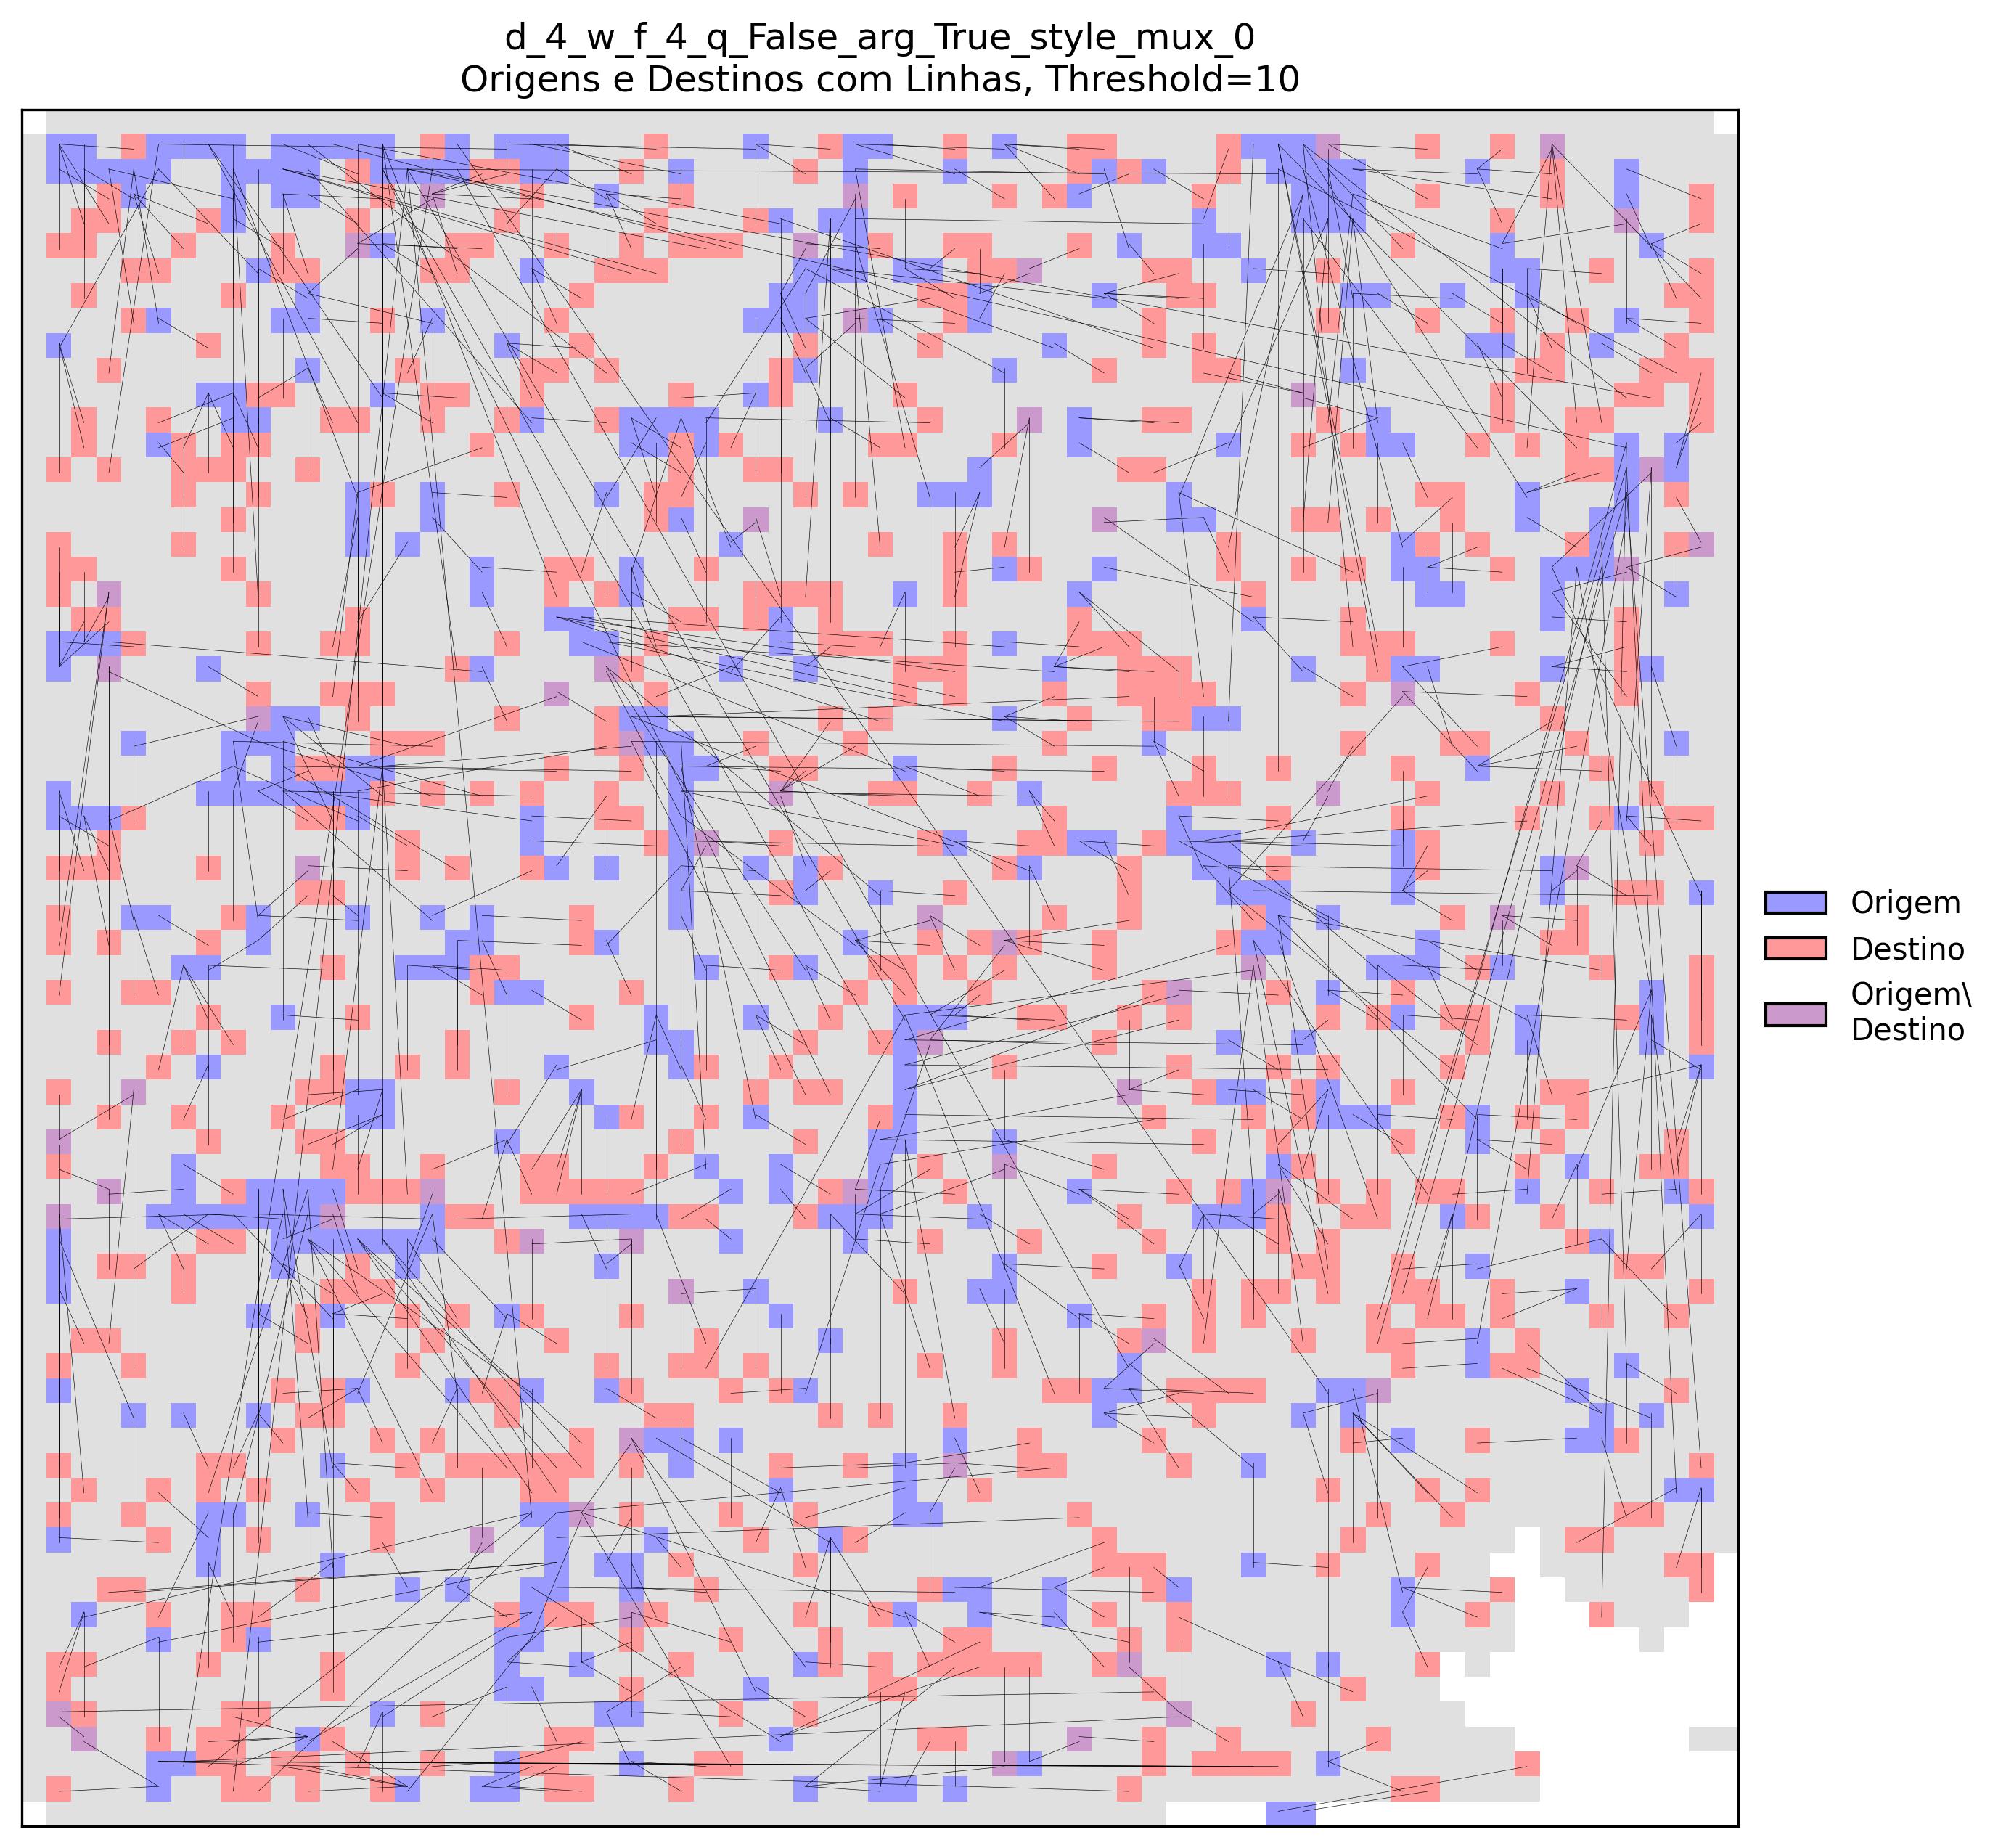 d_4_w_f_4_q_False_arg_True_style_mux_0
Origens e Destinos com Linhas, Threshold=10
Origem
Destino
Origem\
Destino